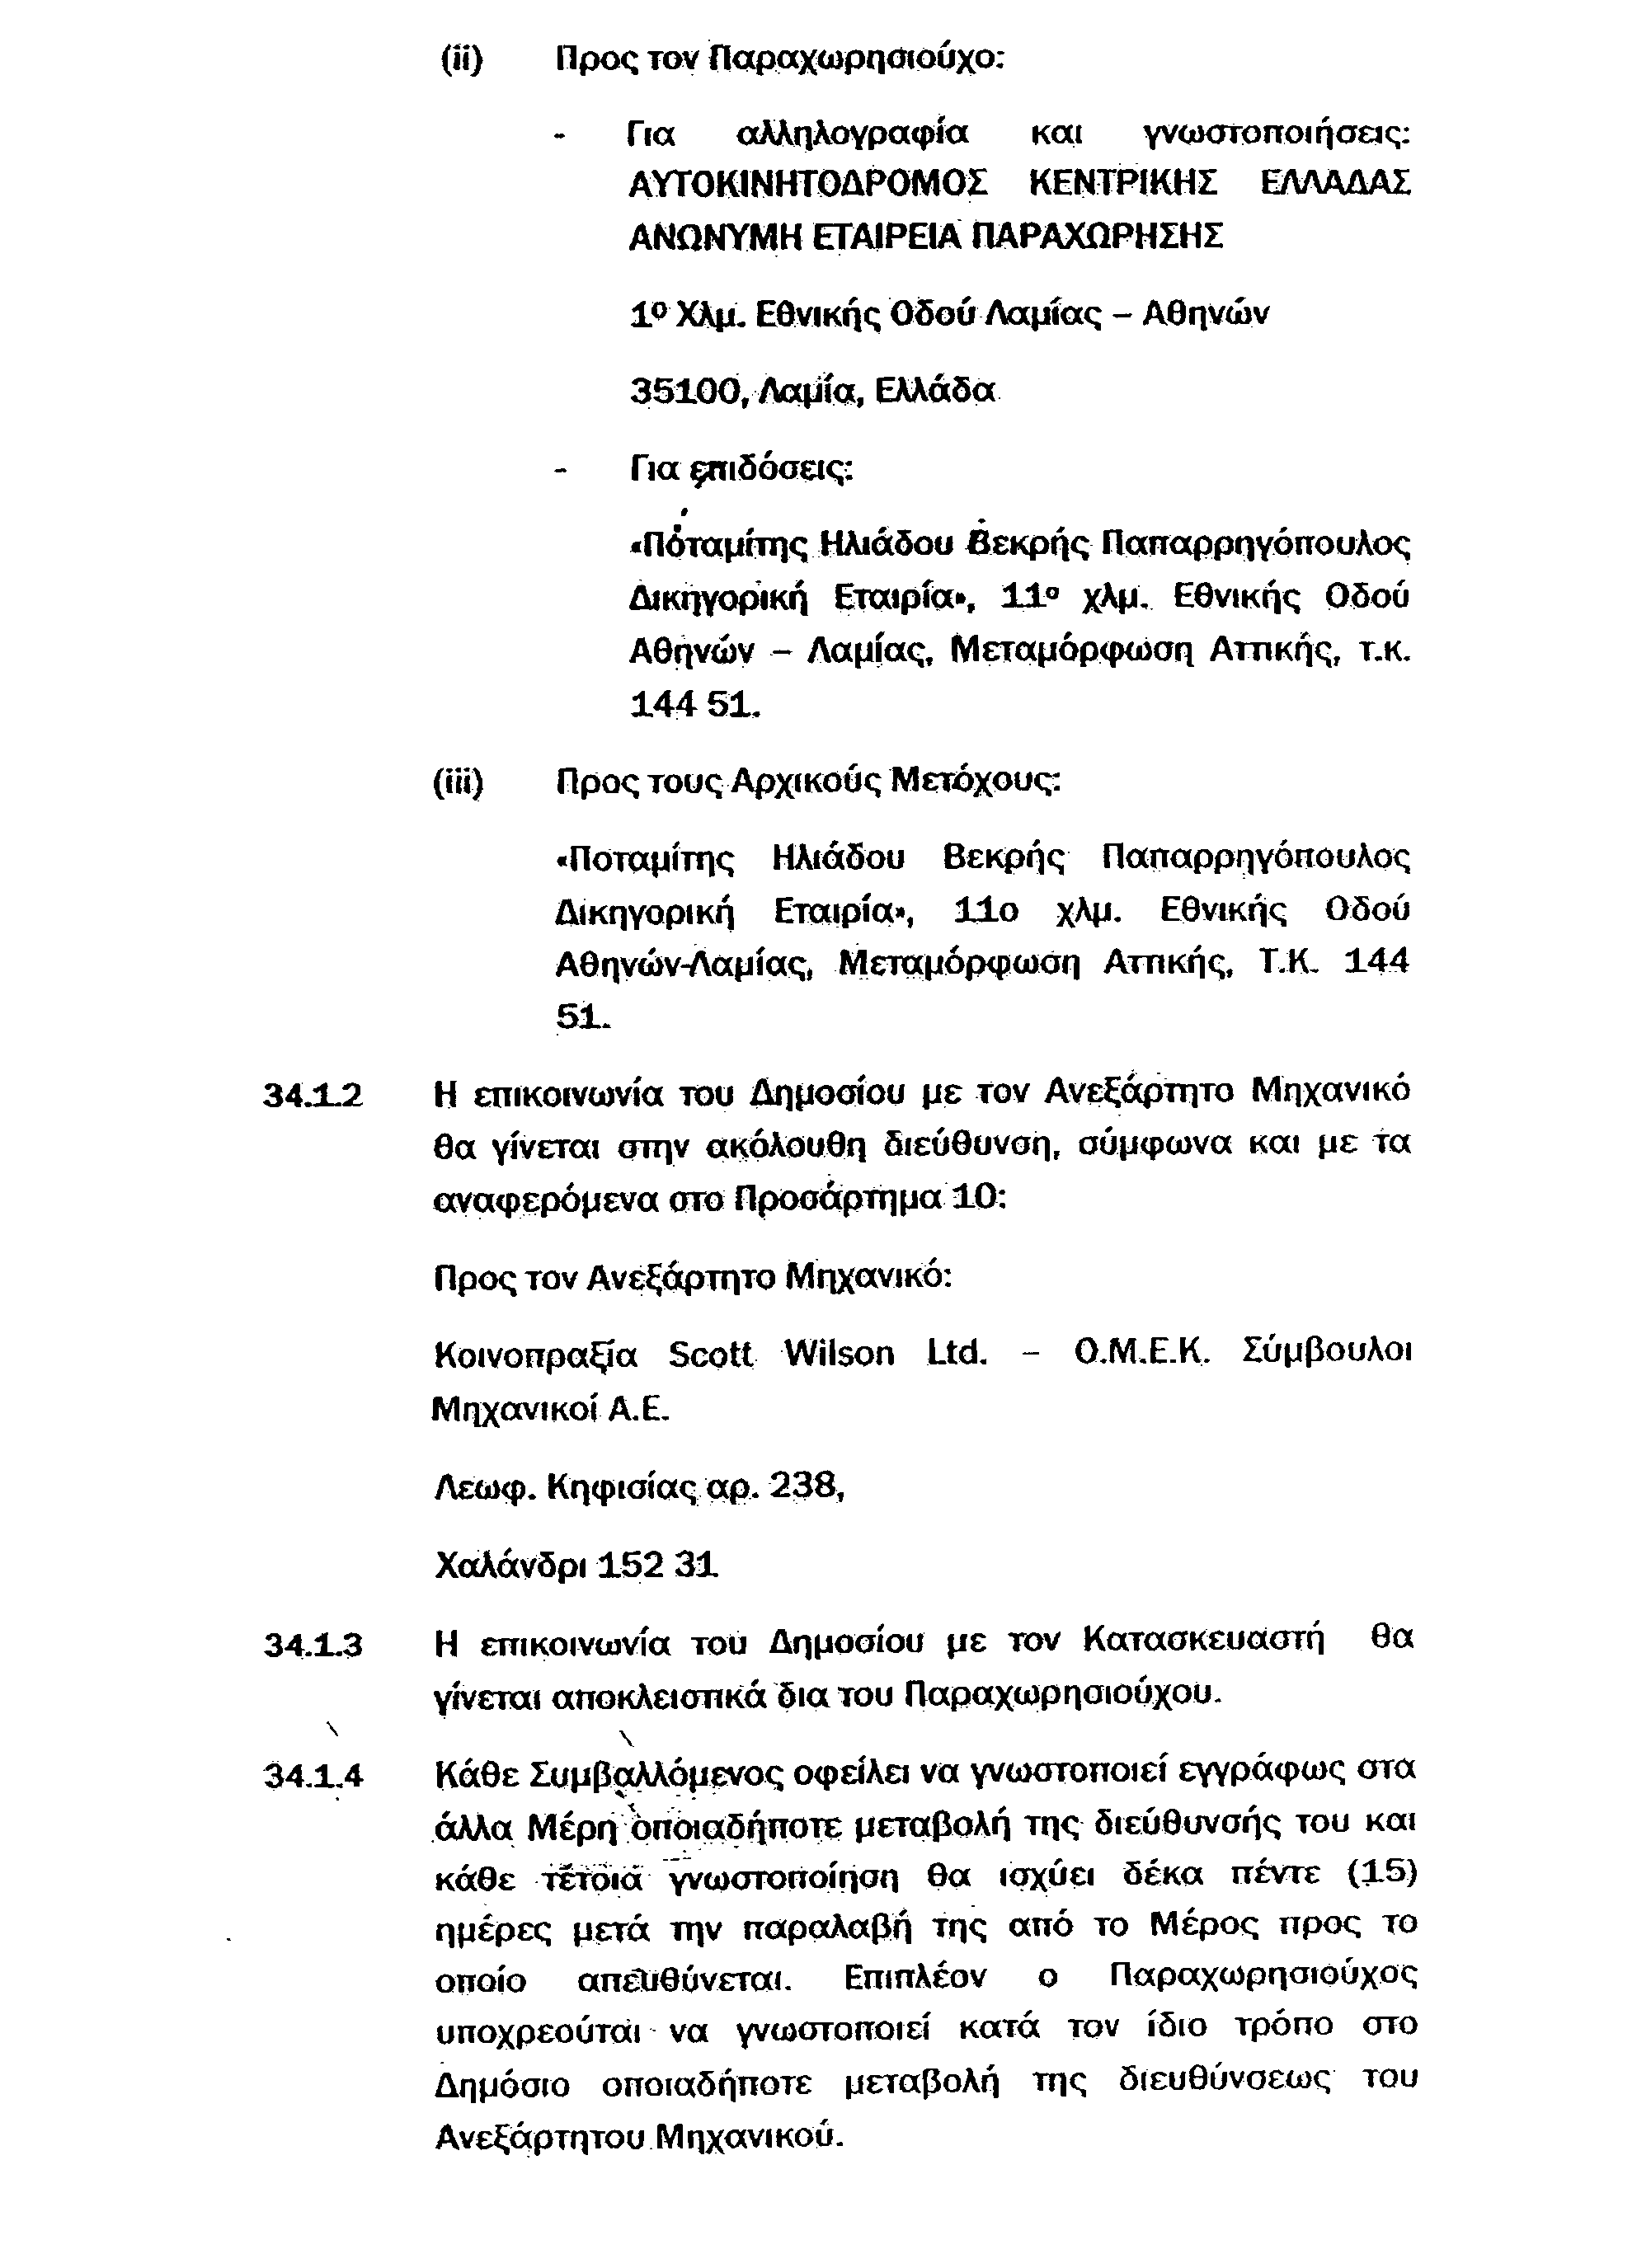 (ii) Προς τον Παραχωρησιούχο:
- Για αλληλογραφία και γνωστοποιήσεις:
ΑΥΤΟΚΙΝΗΤΟΔΡΟΜΟΣ ΚΕΝΤΡΙΚΗΣ ΕΛΛΑΔΑΣ
ΑΝΩΝΥΜΗ ΕΤΑΙΡΕΙΑ ΠΑΡΑΧΩΡΗΣΗΣ
1ο Χλμ. Εθνικής Οδού Λαμίας – Αθηνών
35100, Λαμία, Ελλάδα
- Για επιδόσεις:
«Ποταμίτης Ηλιάδου Βεκρής Παπαρρηγόπουλος
Δικηγορική Εταιρία», 11ο χλμ. Εθνικής Οδού
Αθηνών – Λαμίας, Μεταμόρφωση Αττικής, τ.κ.
144 51.
(iii) Προς τους Αρχικούς Μετόχους:
«Ποταμίτης Ηλιάδου Βεκρής Παπαρρηγόπουλος
Δικηγορική Εταιρία», 11ο χλμ. Εθνικής Οδού
Αθηνών-Λαμίας, Μεταμόρφωση Αττικής, Τ.Κ. 144
51.
34.1.2 Η επικοινωνία του Δημοσίου με τον Ανεξάρτητο Μηχανικό
θα γίνεται στην ακόλουθη διεύθυνση, σύμφωνα και με τα
αναφερόμενα στο Προσάρτημα 10:
Προς τον Ανεξάρτητο Μηχανικό:
Κοινοπραξία Scott Wilson Ltd. – Ο.Μ.Ε.Κ. Σύμβουλοι
Μηχανικοί Α.Ε.
Λεωφ. Κηφισίας αρ. 238,
Χαλάνδρι 152 31
34.1.3 Η επικοινωνία του Δημοσίου με τον Κατασκευαστή θα
γίνεται αποκλειστικά δια του Παραχωρησιούχου.
34.1.4 Κάθε Συμβαλλόμενος οφείλει να γνωστοποιεί εγγράφως στα
άλλα Μέρη οποιαδήποτε μεταβολή της διεύθυνσής του και
κάθε τέτοια γνωστοποίηση θα ισχύει δέκα πέντε (15)
ημέρες μετά την παραλαβή της από το Μέρος προς το
οποίο απευθύνεται. Επιπλέον ο Παραχωρησιούχος
υποχρεούται να γνωστοποιεί κατά τον ίδιο τρόπο στο
Δημόσιο οποιαδήποτε μεταβολή της διευθύνσεως του
Ανεξάρτητου Μηχανικού.